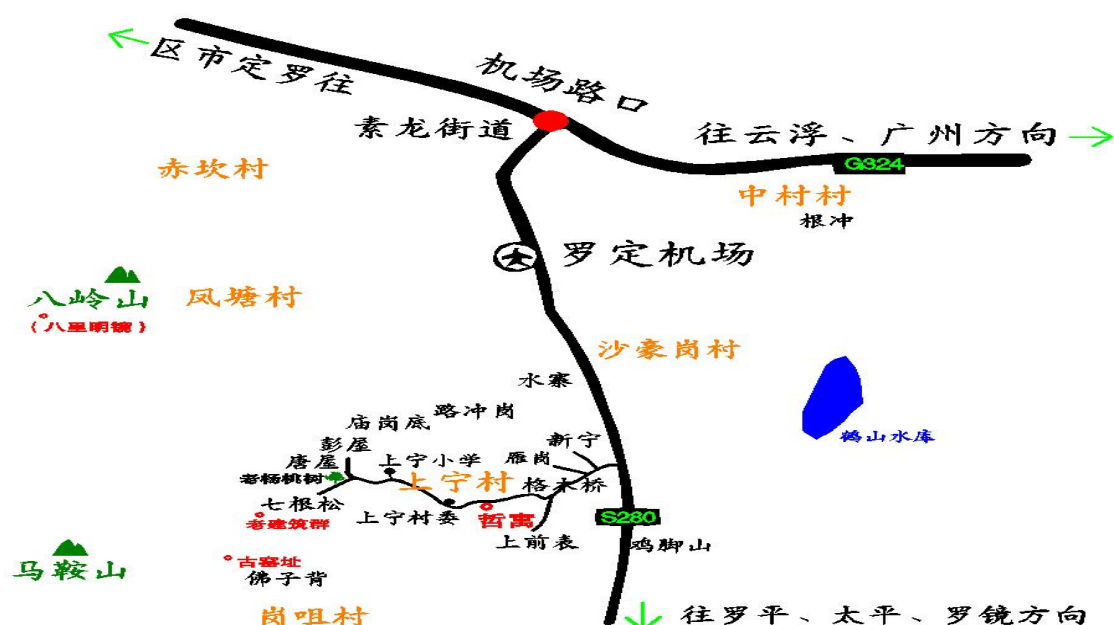 机场路口
区市定罗往
素龙街道
往云浮、广州方向
G324
赤坎村
中村村
根冲
罗定机场
八岭山
凤塘村
(八里明镜)
沙豪岗村
水寨
路冲岗
庙岗底
鹤山水库
新宁
彭屋
唐屋
上宁小学
雁岗
老杨桃树
上宁村
格木桥
七根松
老建筑群
上宁村委
哲寓
S280
上前表
鸡脚山
马鞍山
古窑址
佛子背
岗咀村
往罗平、太平、罗镜方向